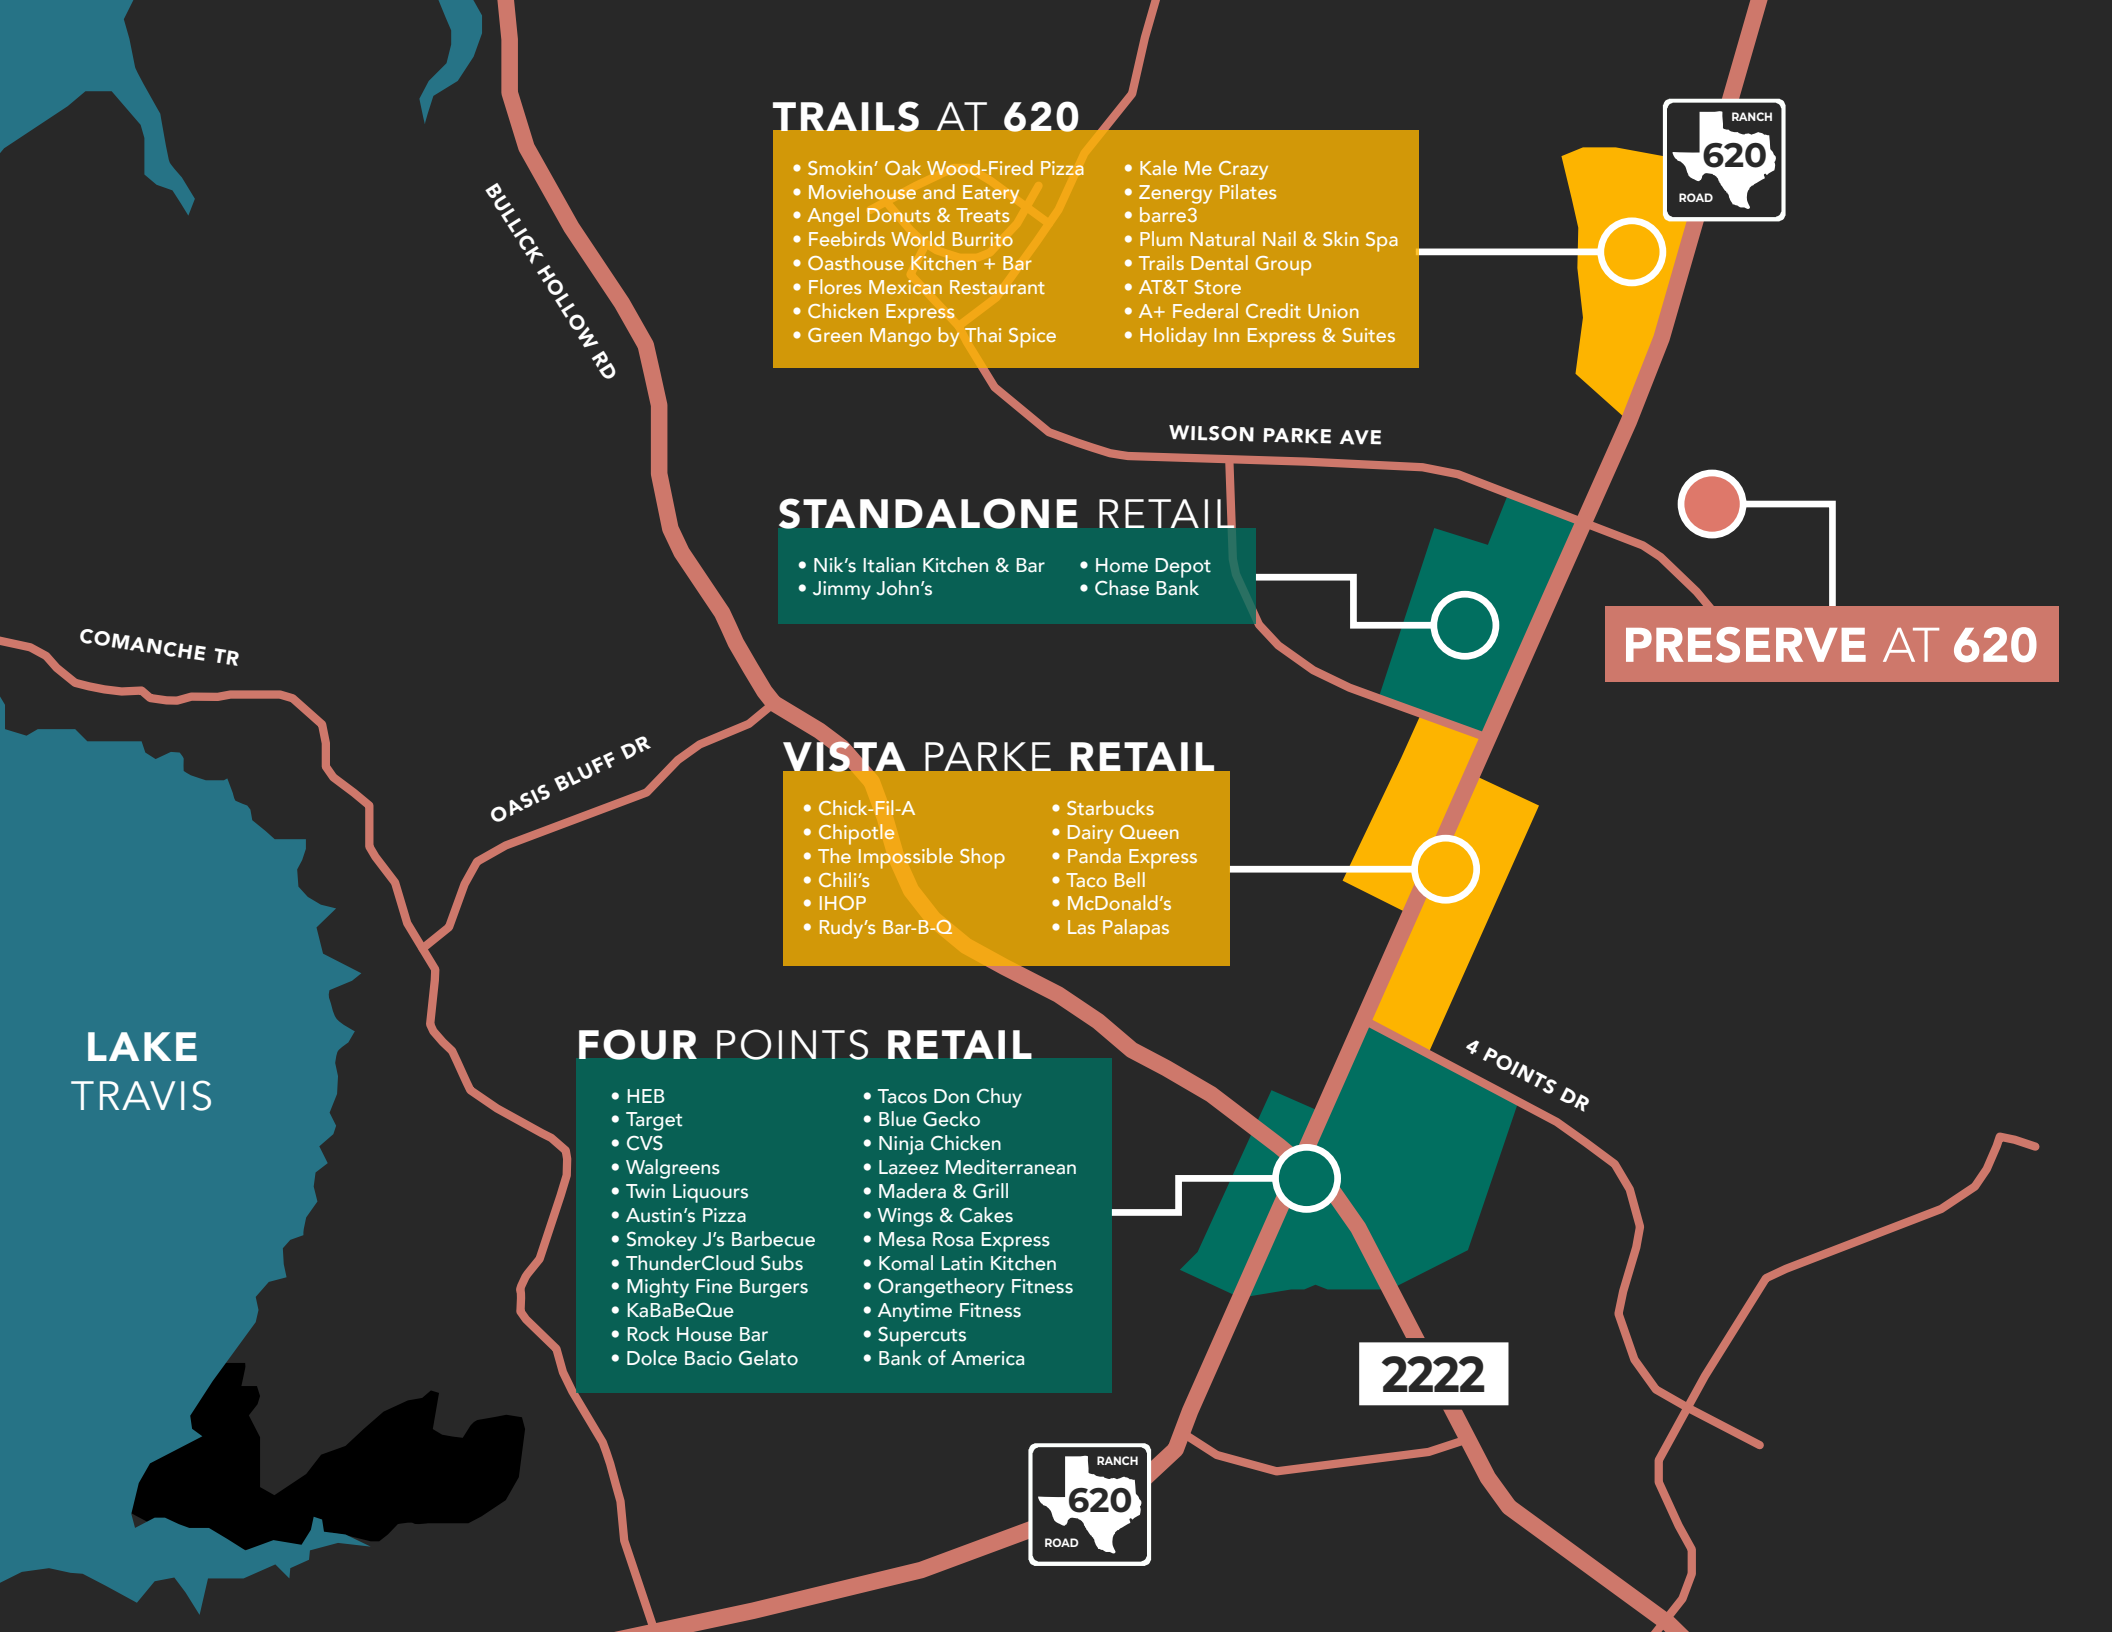 TRAILS AT 620
• Smokin' Oak Wood-Fired Pizza
• Moviehouse and Eatery
• Angel Donuts & Treats
• Feebirds World Burrito
• Oasthouse Kitchen + Bar
• Flores Mexican Restaurant
• Chicken Express
• Green Mango by Thai Spice
• Kale Me Crazy
• Zenergy Pilates
• barre3
• Plum Natural Nail & Skin Spa
• Trails Dental Group
• AT&T Store
• A+ Federal Credit Union
• Holiday Inn Express & Suites
RANCH
620
ROAD
BULLICK HOLLOW RD
WILSON PARKE AVE
STANDALONE RETAIL
• Nik's Italian Kitchen & Bar
• Jimmy John's
• Home Depot
• Chase Bank
PRESERVE AT 620
COMANCHE TR
OASIS BLUFF DR
VISTA PARKE RETAIL
• Chick-Fil-A
• Chipotle
• The Impossible Shop
• Chili's
• IHOP
• Rudy's Bar-B-Q
• Starbucks
• Dairy Queen
• Panda Express
• Taco Bell
• McDonald's
• Las Palapas
LAKE
TRAVIS
FOUR POINTS RETAIL
• HEB
• Target
• CVS
• Walgreens
• Twin Liquours
• Austin's Pizza
• Smokey J's Barbecue
• ThunderCloud Subs
• Mighty Fine Burgers
• KaBaBeQue
• Rock House Bar
• Dolce Bacio Gelato
• Tacos Don Chuy
• Blue Gecko
• Ninja Chicken
• Lazeez Mediterranean
• Madera & Grill
• Wings & Cakes
• Mesa Rosa Express
• Komal Latin Kitchen
• Orangetheory Fitness
• Anytime Fitness
• Supercuts
• Bank of America
4 POINTS DR
2222
RANCH
620
ROAD